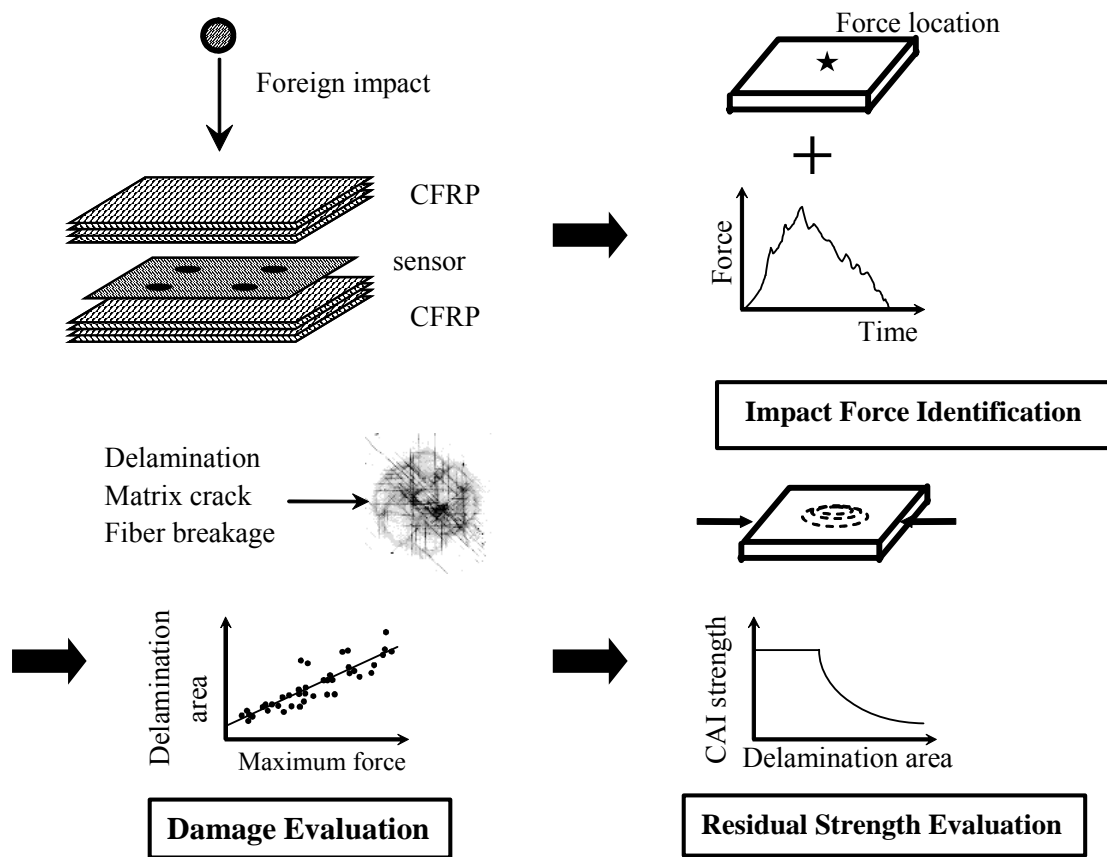 Foreign impact
CFRP
sensor
CFRP
Force location
Force
Time
Impact Force Identification
Delamination
Matrix crack
Fiber breakage
Delamination
area
Maximum force
Damage Evaluation
CAI strength
Delamination area
Residual Strength Evaluation